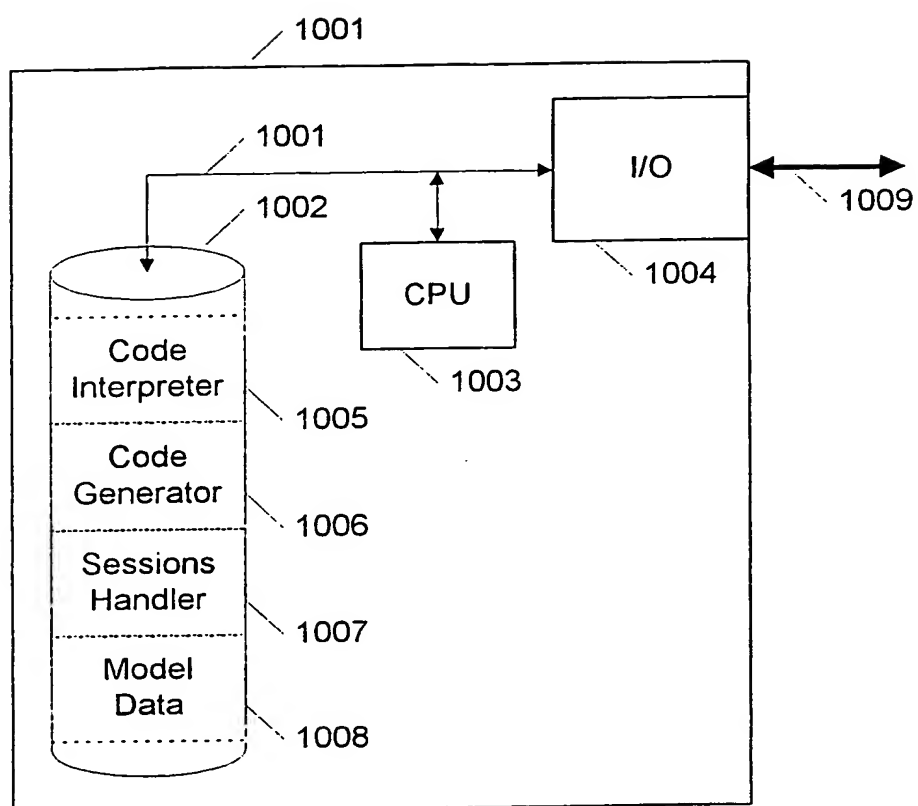 1001
1001
I/O
1009
1002
1004
CPU
1003
Code
Interpreter
1005
Code
Generator
1006
Sessions
Handler
1007
Model
Data
1008